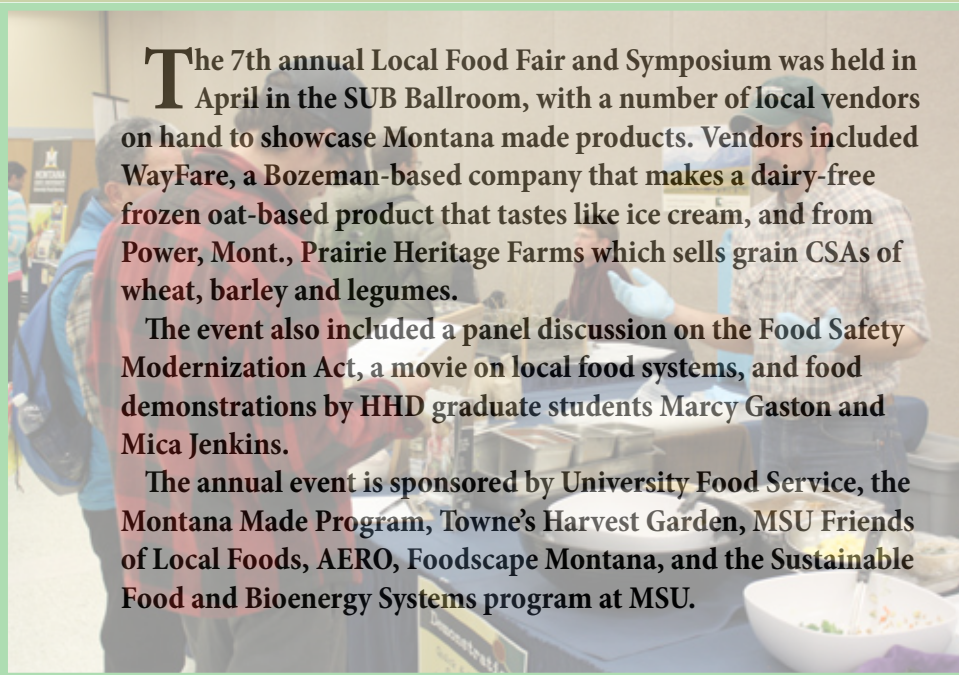 The 7th annual Local Food Fair and Symposium was held in
April in the SUB Ballroom, with a number of local vendors
on hand to showcase Montana made products. Vendors included
WayFare, a Bozeman-based company that makes a dairy-free
frozen oat-based product that tastes like ice cream, and from
Power, Mont., Prairie Heritage Farms which sells grain CSAs of
wheat, barley and legumes.
The event also included a panel discussion on the Food Safety
Modernization Act, a movie on local food systems, and food
demonstrations by HHD graduate students Marcy Gaston and
Mica Jenkins.
The annual event is sponsored by University Food Service, the
Montana Made Program, Towne’s Harvest Garden, MSU Friends
of Local Foods, AERO, Foodscape Montana, and the Sustainable
Food and Bioenergy Systems program at MSU.
MONTANA
Demonstration